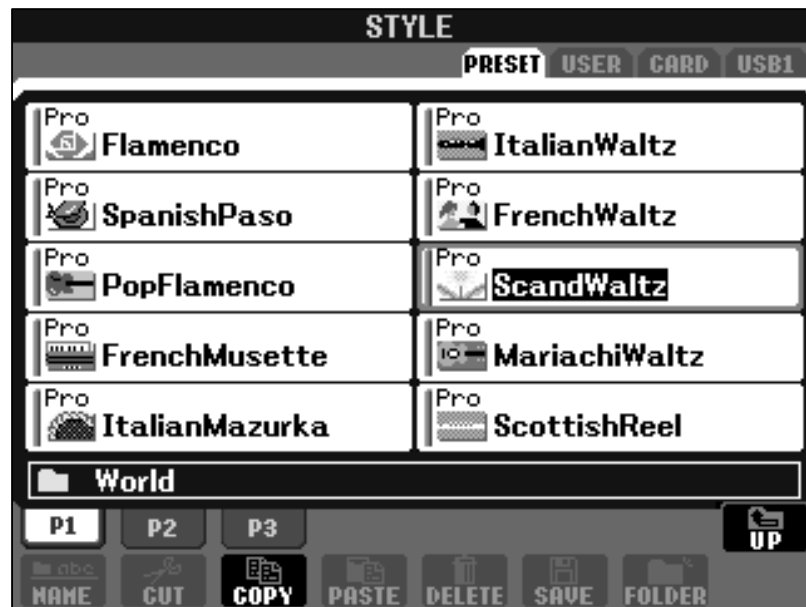 STYLE
PRESET USER CARD USB1
Pro
Flamenco
Pro
ItalianWaltz
Pro
SpanishPaso
Pro
FrenchWaltz
Pro
PopFlamenco
Pro
ScandWaltz
Pro
FrenchMusette
Pro
MariachiWaltz
Pro
ItalianMazurka
Pro
ScottishReel
World
P1 P2 P3
UP
abc
NAME CUT COPY PASTE DELETE SAVE FOLDER